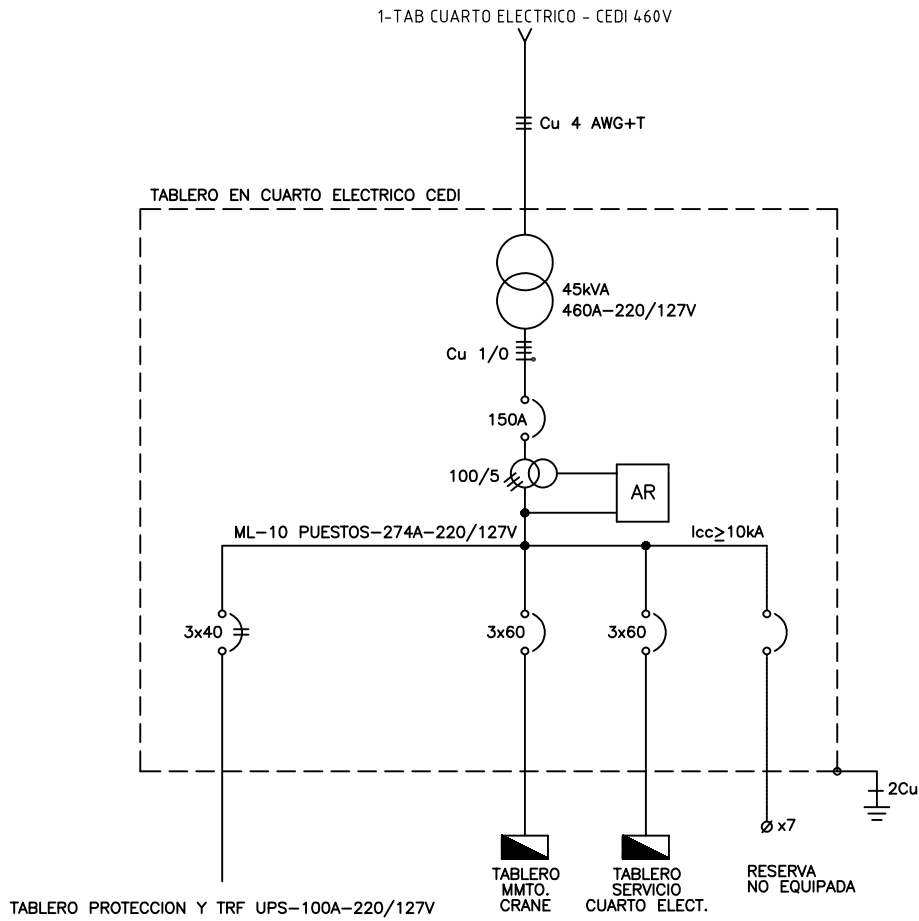 1-TAB CUARTO ELECTRICO - CEDI 460V
Cu 4 AWG+T
TABLERO EN CUARTO ELECTRICO CEDI
45kVA
460A-220/127V
Cu 1/0
150A
100/5
AR
ML-10 PUESTOS-274A-220/127V
Icc≥10kA
3x40
3x60
3x60
2Cu
x7
TABLERO
MMTO.
CRANE
TABLERO
SERVICIO
CUARTO ELECT.
RESERVA
NO EQUIPADA
TABLERO PROTECCION Y TRF UPS-100A-220/127V